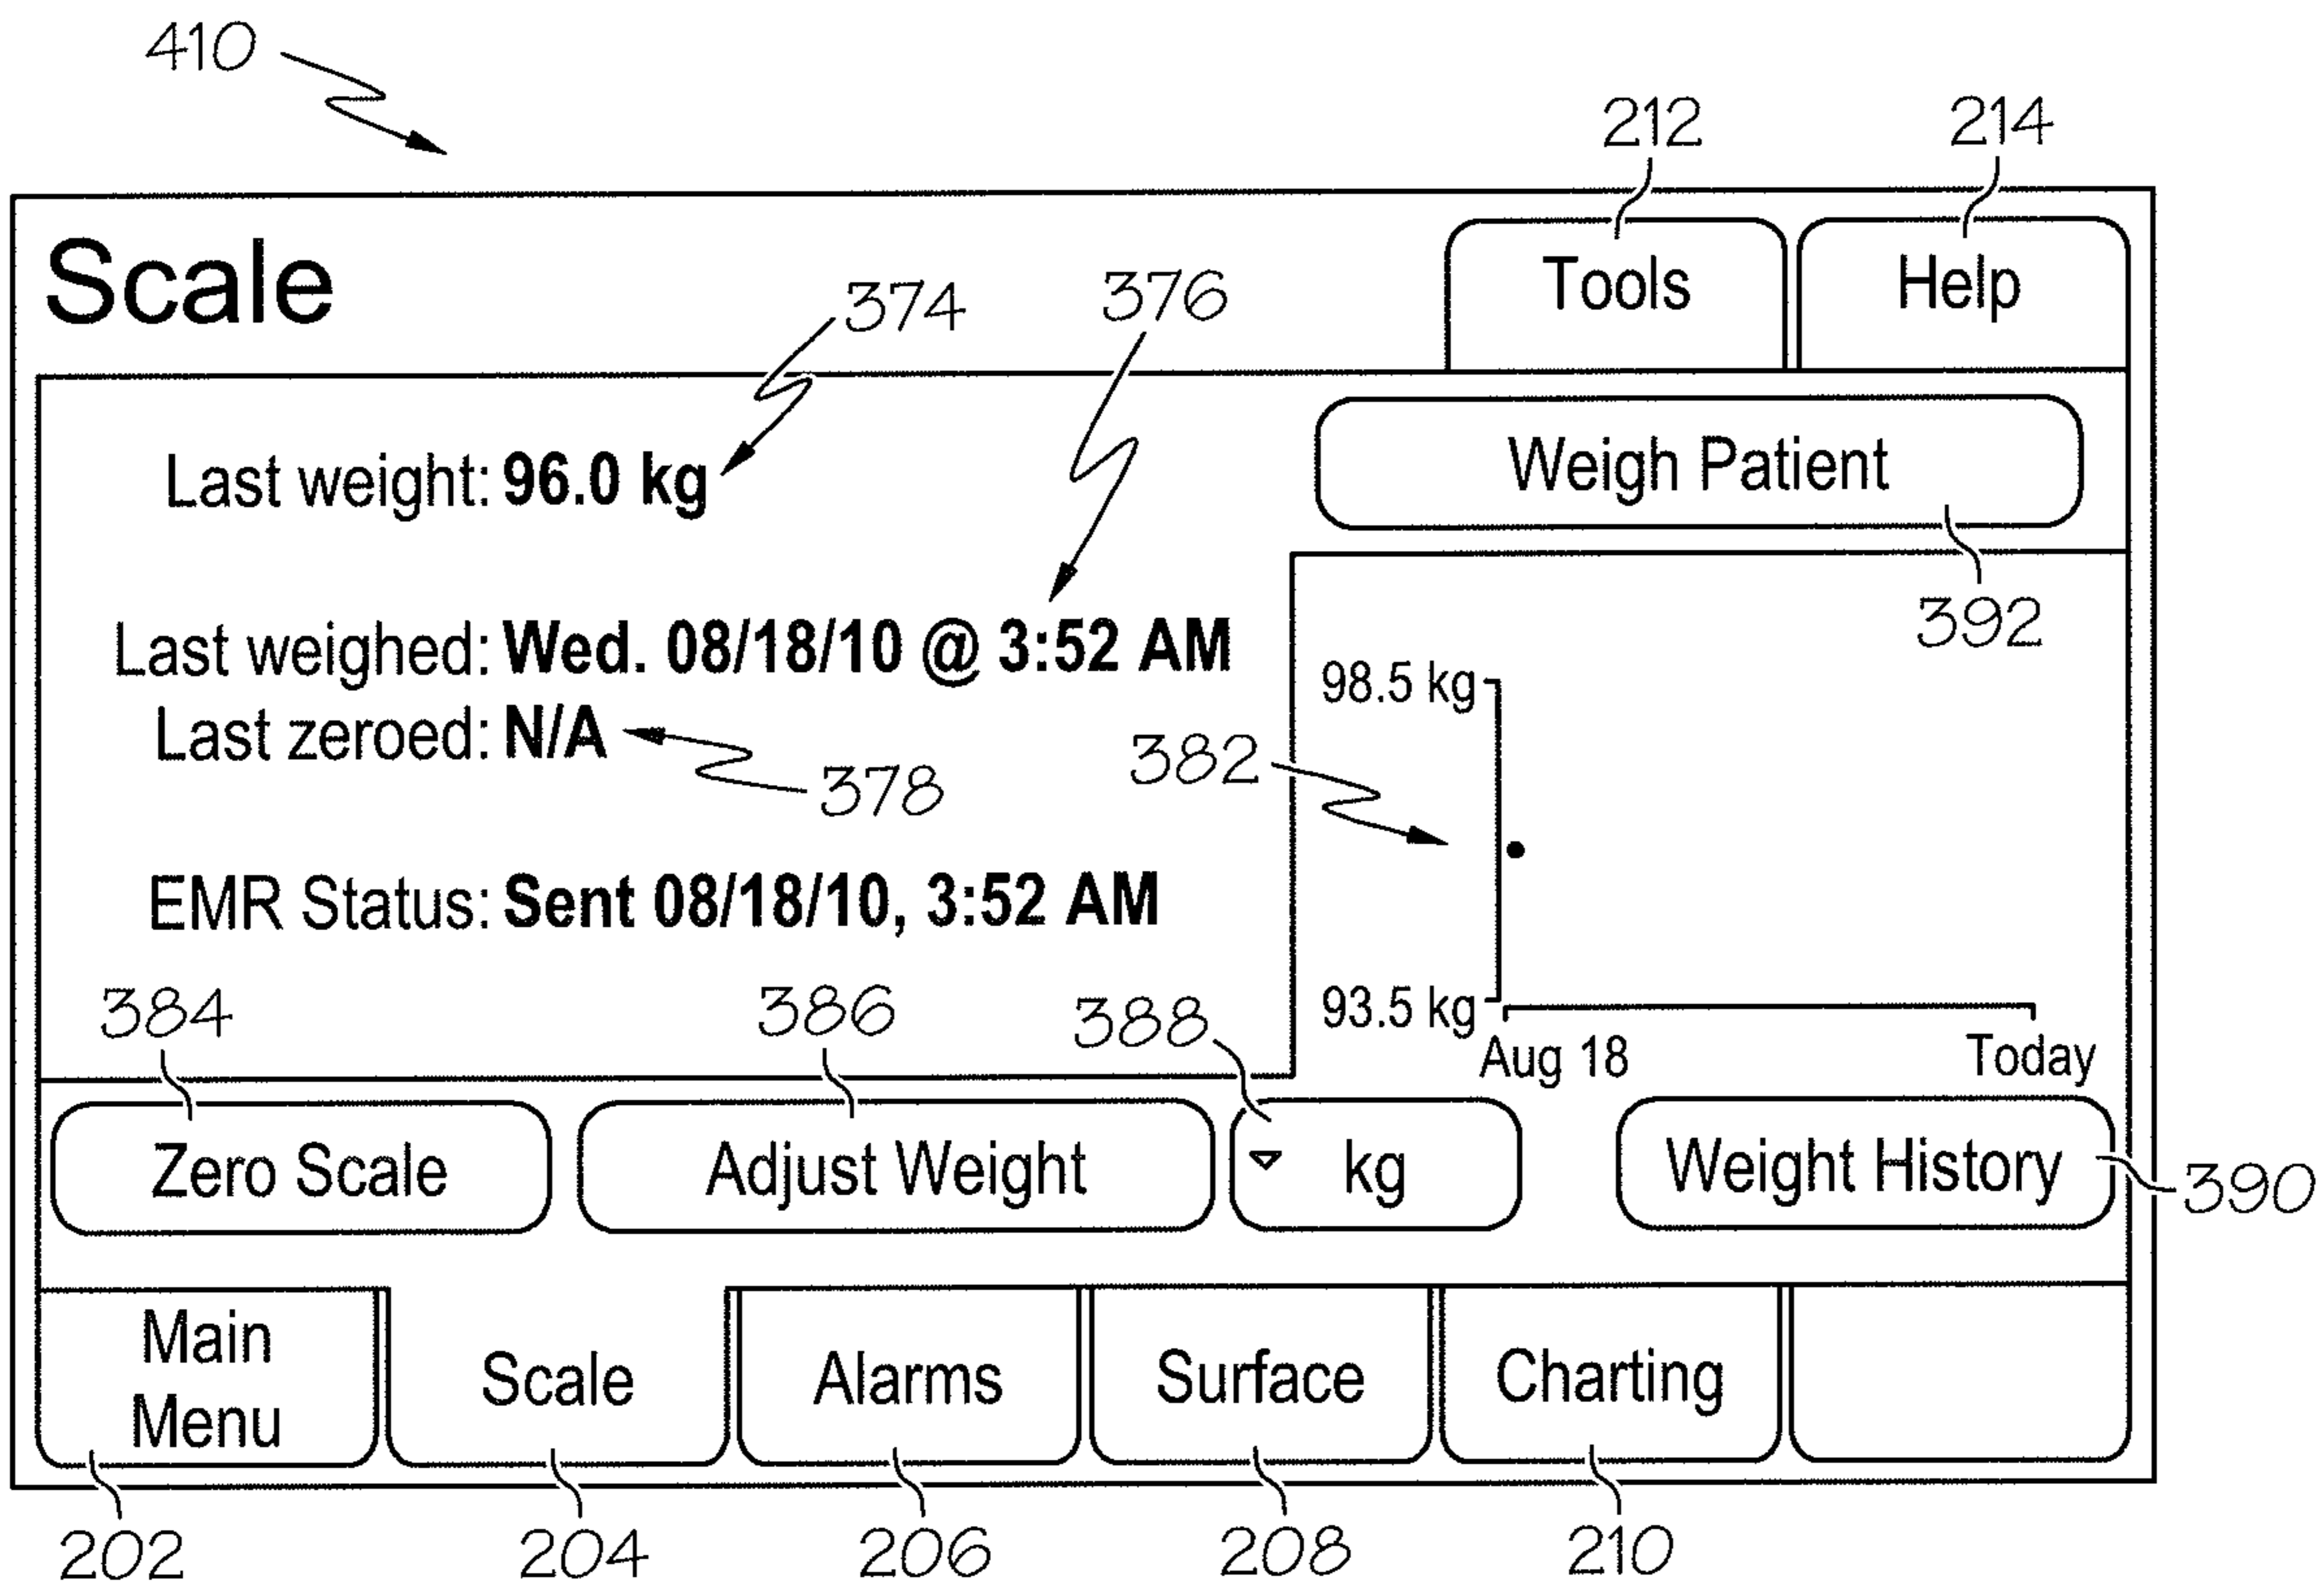 410
212
214
Scale
374
376
Tools
Help
Last weight: 96.0 kg
Weigh Patient
392
Last weighed: Wed. 08/18/10 @ 3:52 AM
98.5 kg
Last zeroed: N/A
382
378
EMR Status: Sent 08/18/10, 3:52 AM
93.5 kg
Aug 18
Today
384
386
388
Zero Scale
Adjust Weight
kg
Weight History
390
Main
Menu
Scale
Alarms
Surface
Charting
202
204
206
208
210